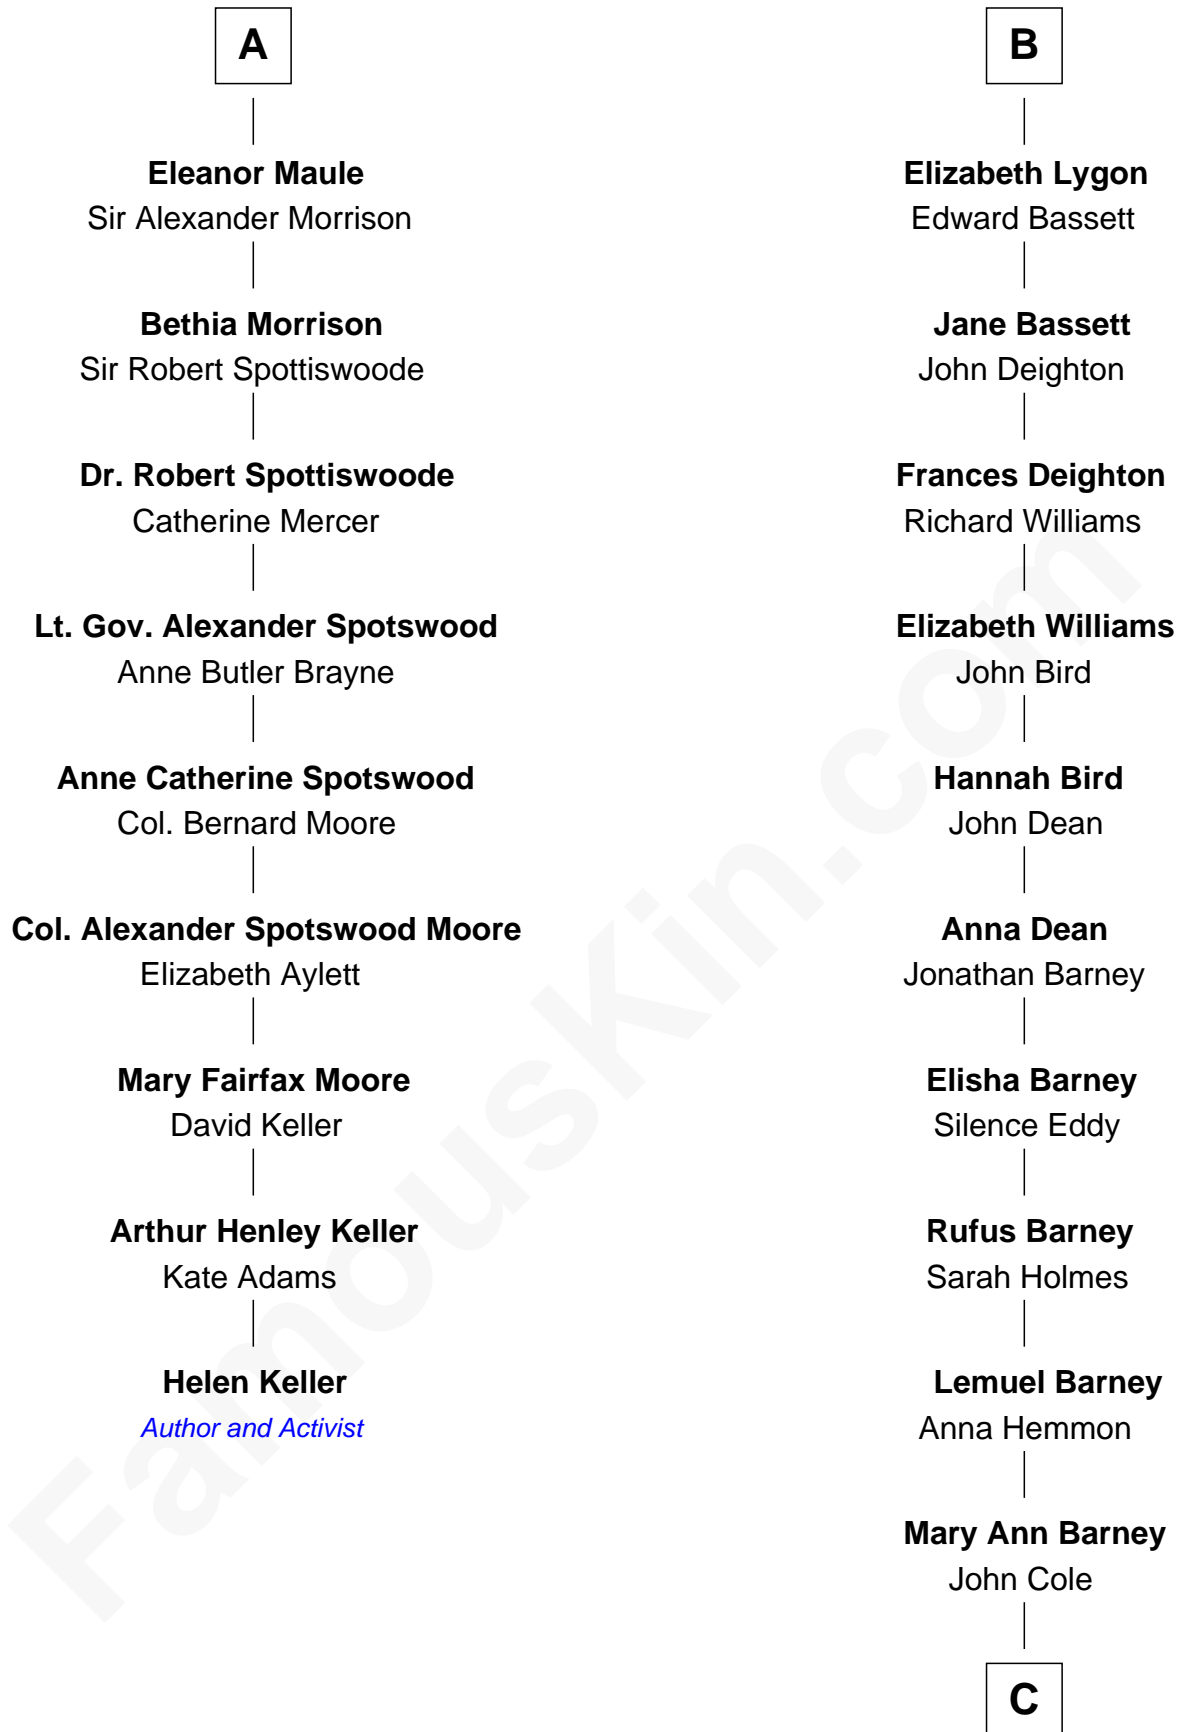 A
Eleanor Maule
Sir Alexander Morrison
Bethia Morrison
Sir Robert Spottiswoode
Dr. Robert Spottiswoode
Catherine Mercer
Lt. Gov. Alexander Spotswood
Anne Butler Brayne
Anne Catherine Spotswood
Col. Bernard Moore
Col. Alexander Spotswood Moore
Elizabeth Aylett
Mary Fairfax Moore
David Keller
Arthur Henley Keller
Kate Adams
Helen Keller
Author and Activist
B
Elizabeth Lygon
Edward Bassett
Jane Bassett
John Deighton
Frances Deighton
Richard Williams
Elizabeth Williams
John Bird
Hannah Bird
John Dean
Anna Dean
Jonathan Barney
Elisha Barney
Silence Eddy
Rufus Barney
Sarah Holmes
Lemuel Barney
Anna Hemmon
Mary Ann Barney
John Cole
C
FamousKin.com